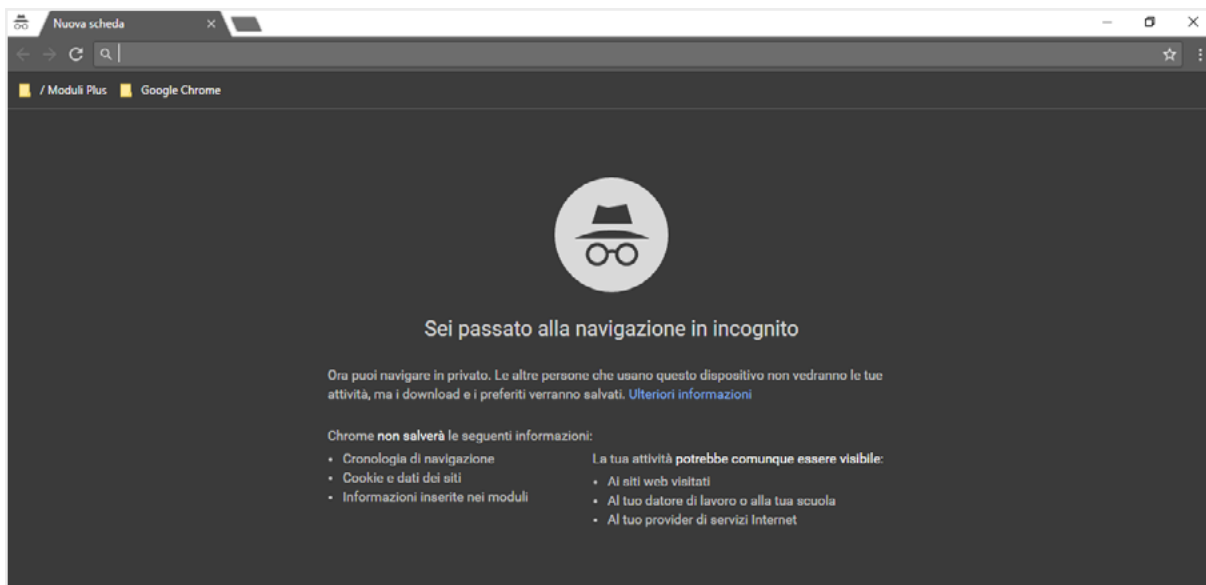 Nuova scheda
/ Moduli Plus Google Chrome
Sei passato alla navigazione in incognito
Ora puoi navigare in privato. Le altre persone che usano questo dispositivo non vedranno le tue
attività, ma i download e i preferiti verranno salvati. Ulteriori informazioni
Chrome non salverà le seguenti informazioni:
• Cronologia di navigazione
• Cookie e dati dei siti
• Informazioni inserite nei moduli
La tua attività potrebbe comunque essere visibile:
• Ai siti web visitati
• Al tuo datore di lavoro o alla tua scuola
• Al tuo provider di servizi Internet